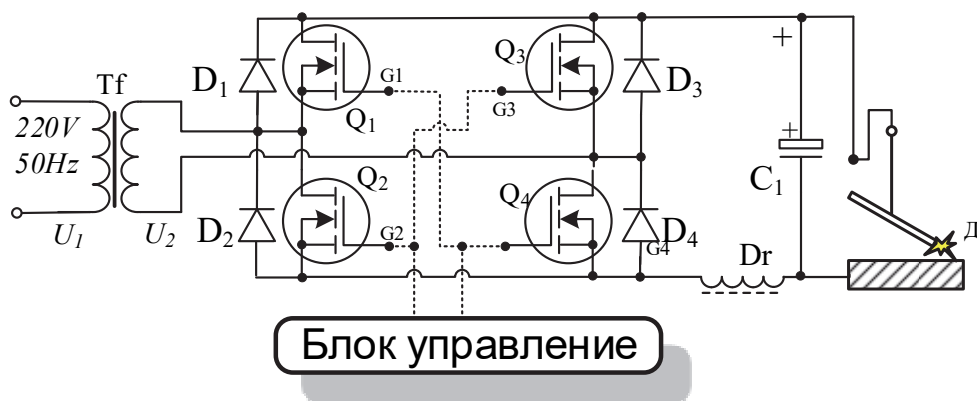 Tf
220V
50Hz
U₁
U₂
D₁
D₂
Q₁
G1
Q₂
G2
Q₃
G3
Q₄
G4
D₃
D₄
Dr
+
+
C₁
Д
Блок управление